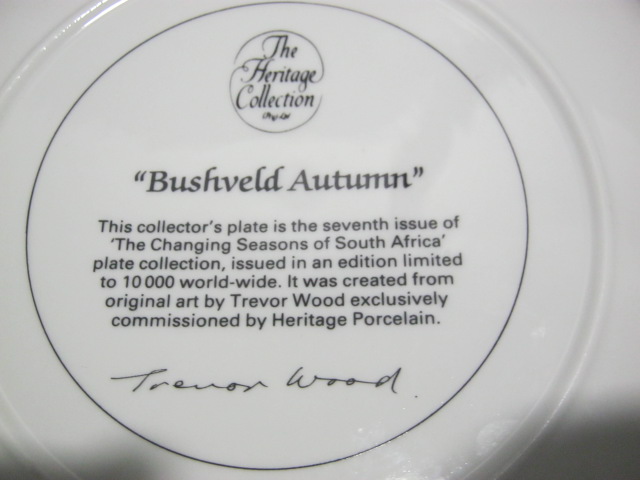 The
Heritage
Collection
(Pty) Ltd
"Bushveld Autumn"
This collector's plate is the seventh issue of
'The Changing Seasons of South Africa'
plate collection, issued in an edition limited
to 10 000 world-wide. It was created from
original art by Trevor Wood exclusively
commissioned by Heritage Porcelain.
Trevor Wood.